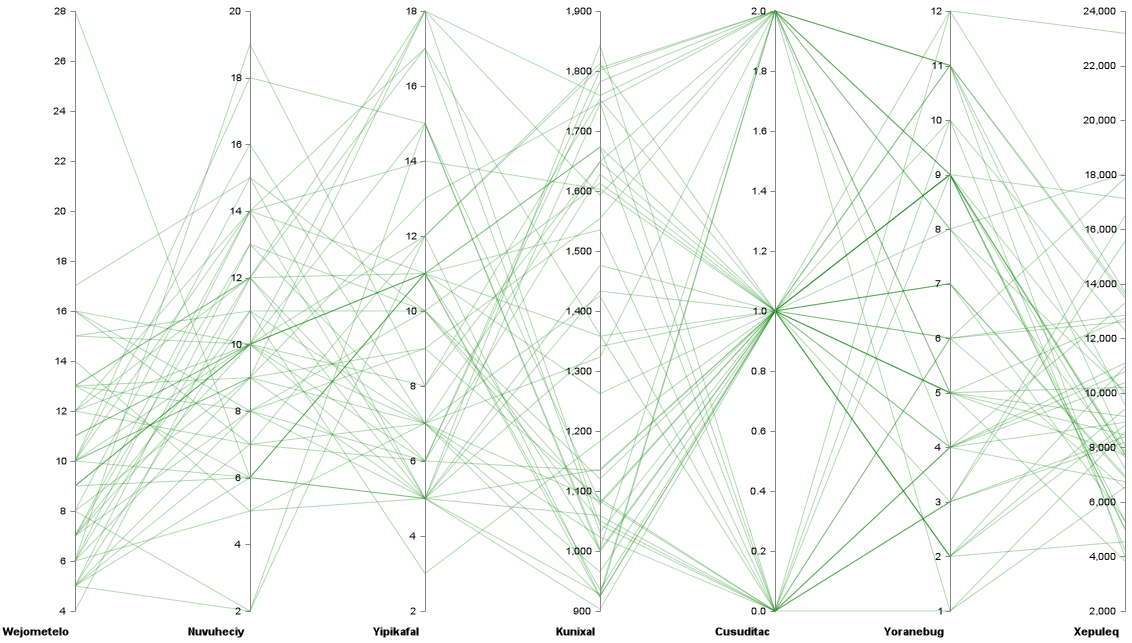 28 20 18 1,900 2.0 12 24,000
26 18 16 1,800 1.8 11 22,000
24 16 14 1,700 1.6 10 20,000
22 14 12 1,600 1.4 9 18,000
20 12 10 1,500 1.2 8 16,000
18 10 8 1,400 1.0 7 14,000
16 8 6 1,300 0.8 6 12,000
14 6 4 1,200 0.6 5 10,000
12 4 2 1,100 0.4 4 8,000
10 2 1,000 0.2 3 6,000
8 900 0.0 2 4,000
6 1 2,000
4
Wejometelo Nuvuheciy Yipikafal Kunixal Cusuditac Yoranebug Xepuleq